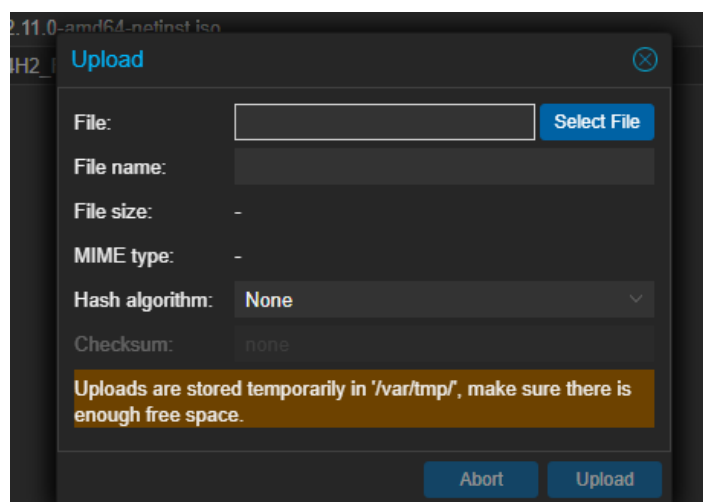 2.11.0-amd64-netinst.iso
4H2_
Upload
File:
Select File
File name:
File size: -
MIME type: -
Hash algorithm: None
Checksum: none
Uploads are stored temporarily in '/var/tmp/', make sure there is
enough free space.
Abort Upload